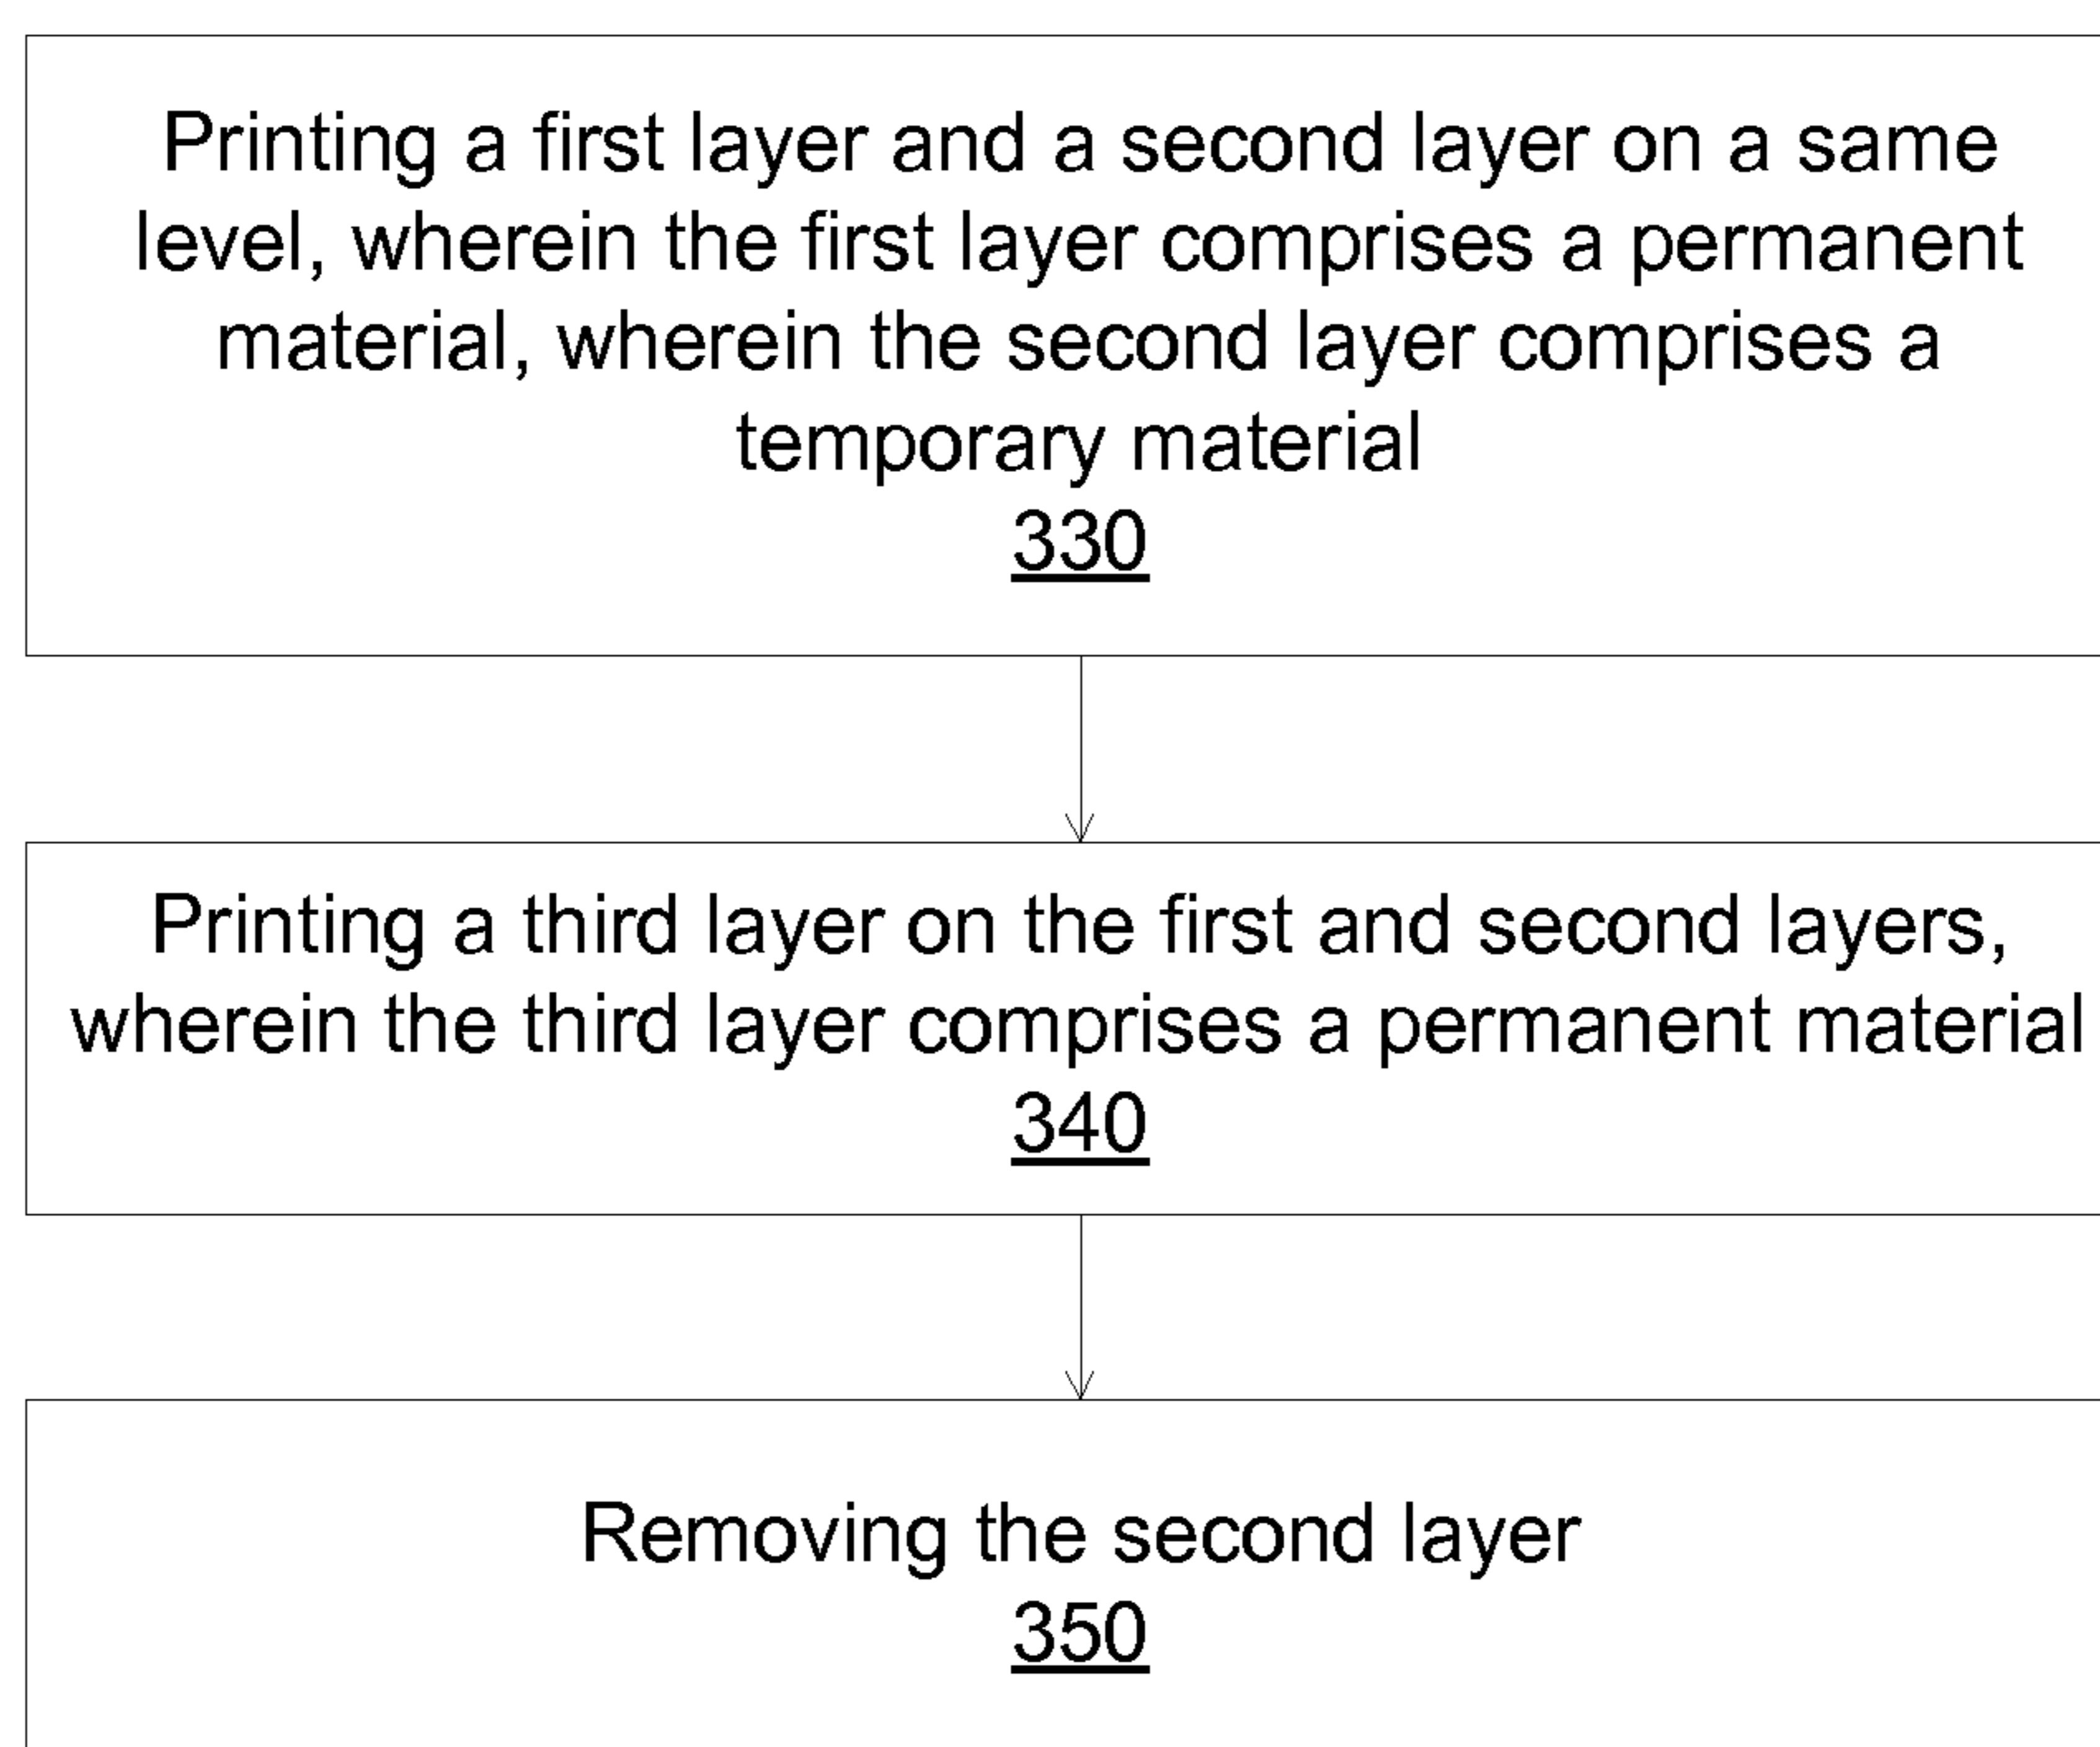 Printing a first layer and a second layer on a same
level, wherein the first layer comprises a permanent
material, wherein the second layer comprises a
temporary material
330
Printing a third layer on the first and second layers,
wherein the third layer comprises a permanent material
340
Removing the second layer
350